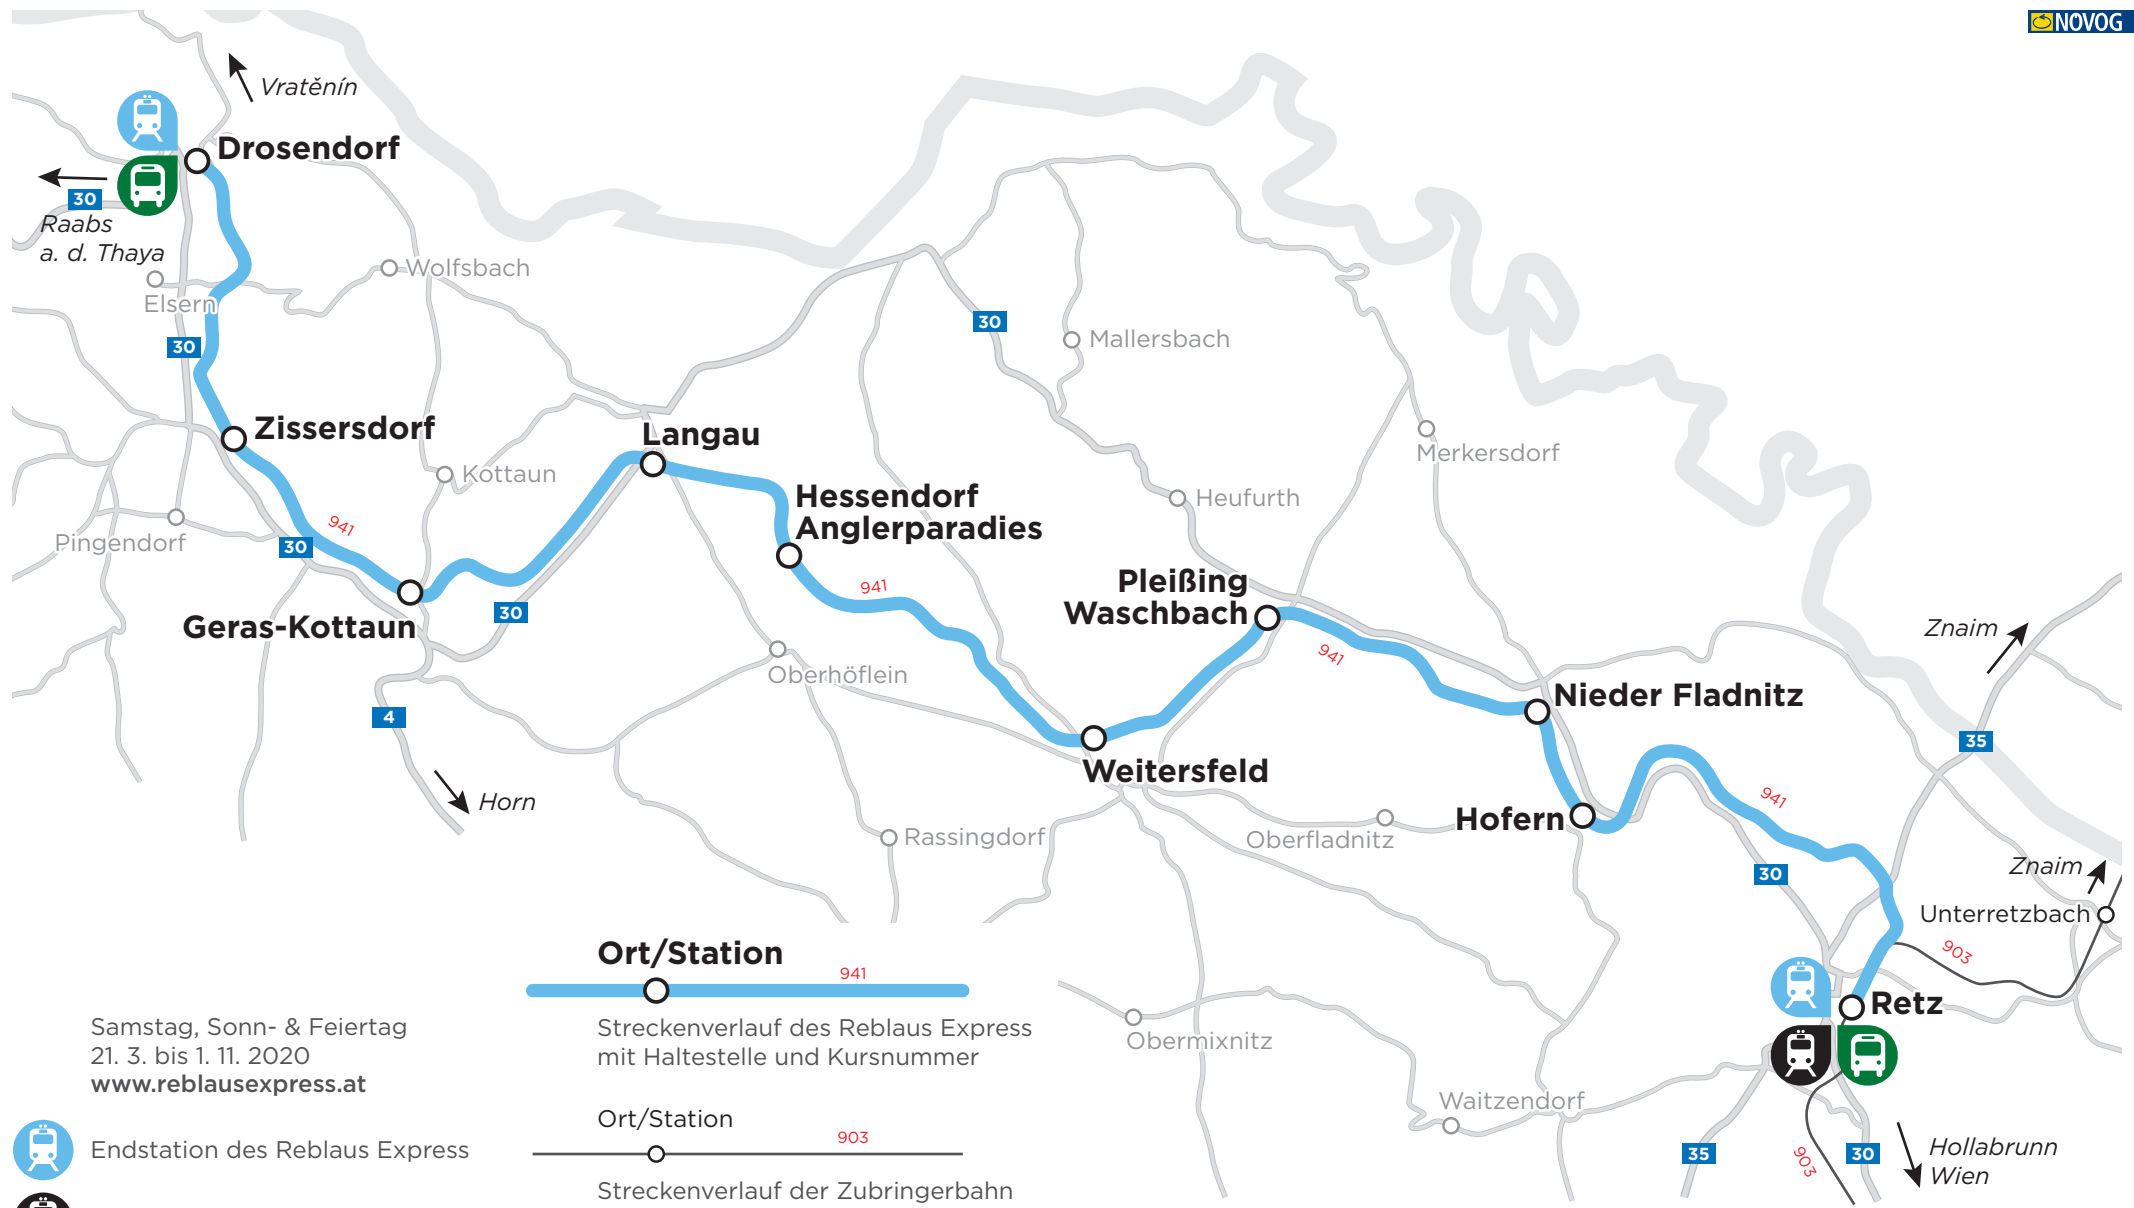 NÖVOG
Vratěnín
Drosendorf
30
Raabs
a. d. Thaya
Elsern
Wolfsbach
30
30
Mallersbach
Zissersdorf
Langau
Merkersdorf
Kottaun
Hessendorf
Anglerparadies
Heufurth
941
Pingendorf
30
941
Pleißing
Waschbach
30
Geras-Kottaun
941
Znaim
Oberhöflein
Nieder Fladnitz
4
35
Weitersfeld
Horn
941
Hofern
Oberfladnitz
Rassingdorf
Znaim
30
Unterretzbach
903
Ort/Station
941
Retz
Samstag, Sonn- & Feiertag
21. 3. bis 1. 11. 2020
www.reblausexpress.at
Streckenverlauf des Reblaus Express
mit Haltestelle und Kursnummer
Obermixnitz
Waitzendorf
Ort/Station
903
Endstation des Reblaus Express
35
903
30
Hollabrunn
Wien
Streckenverlauf der Zubringerbahn